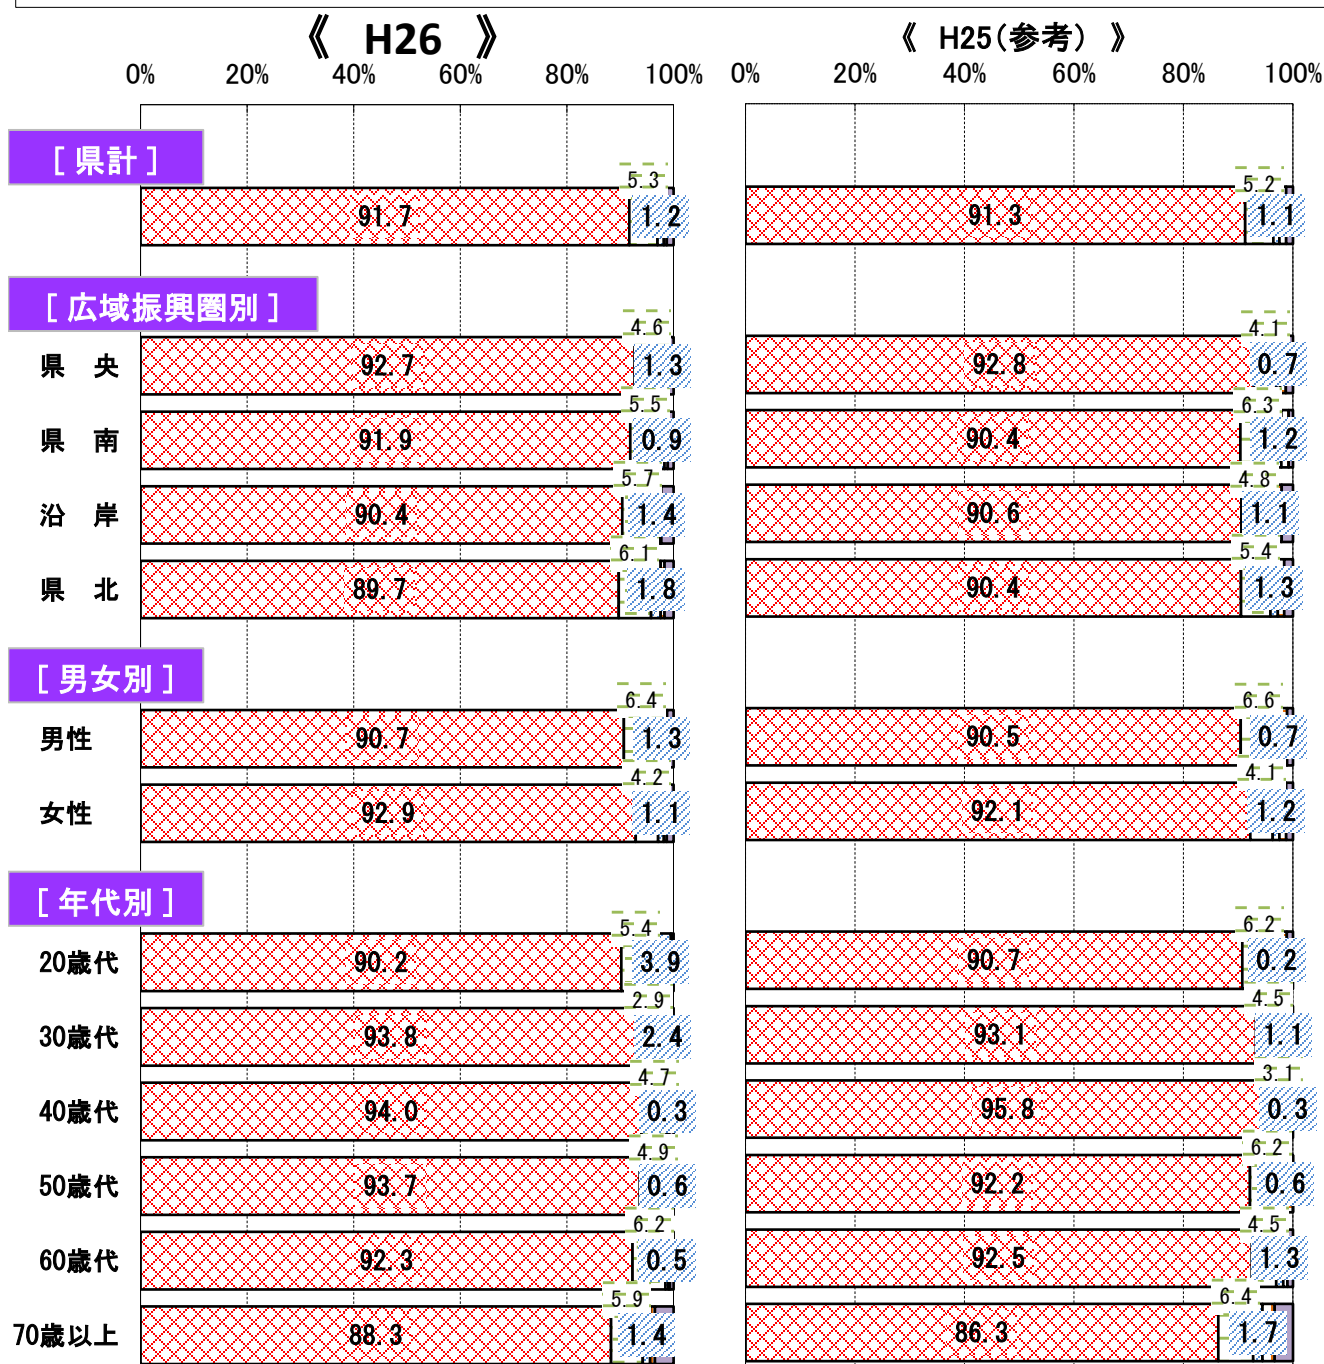 《 H26 》 《 H25(参考) 》
0% 20% 40% 60% 80% 100% 0% 20% 40% 60% 80% 100%
[ 県計 ]
5.3 5.2
91.7 1.2 91.3 1.1
[ 広域振興圏別 ]
4.6 4.1
県 央 92.7 1.3 92.8 0.7
5.5 6.3
県 南 91.9 0.9 90.4 1.2
5.7 4.8
沿 岸 90.4 1.4 90.6 1.1
6.1 5.4
県 北 89.7 1.8 90.4 1.3
[ 男女別 ]
6.4 6.6
男性 90.7 1.3 90.5 0.7
4.2 4.1
女性 92.9 1.1 92.1 1.2
[ 年代別 ]
5.4 6.2
20歳代 90.2 3.9 90.7 0.2
2.9 4.5
30歳代 93.8 2.4 93.1 1.1
4.7 3.1
40歳代 94.0 0.3 95.8 0.3
4.9 6.2
50歳代 93.7 0.6 92.2 0.6
6.2 4.5
60歳代 92.3 0.5 92.5 1.3
5.9 6.4
70歳以上 88.3 1.4 86.3 1.7